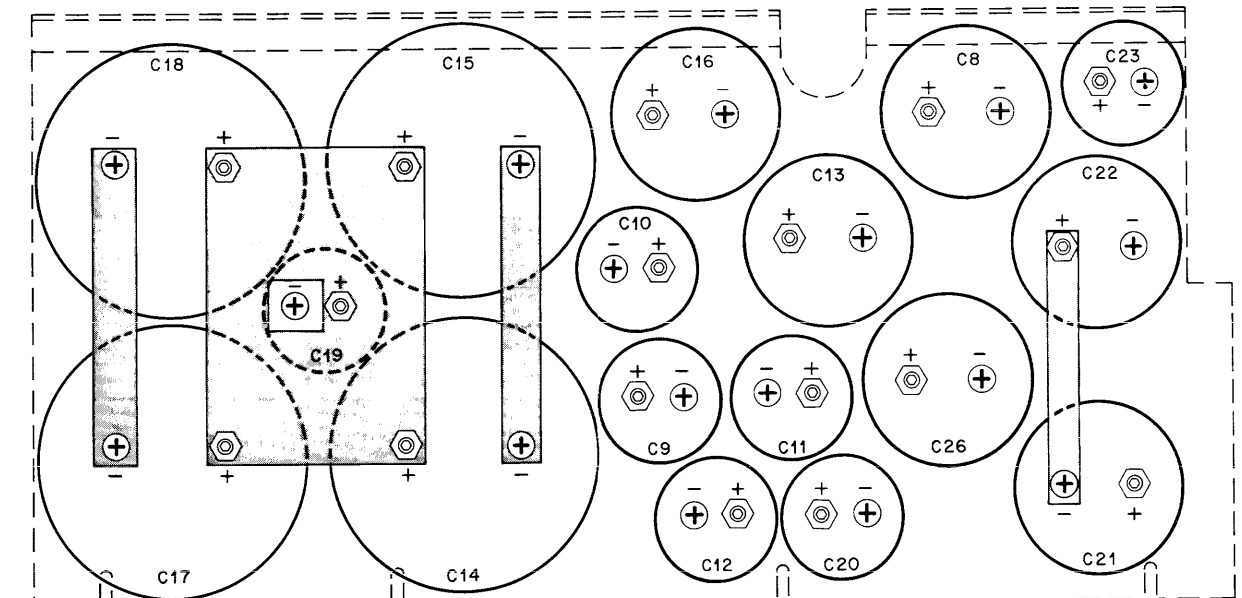 C18
C15
C16
C8
C23
+ -
+ -
+ -
+ -
- +
+ -
C13
C22
+ -
+ -
C10
- +
- +
C19
+ -
+ -
- +
C9
C11
C26
- +
+ -
- +
+ -
- +
C12
C20
C21
C17
C14